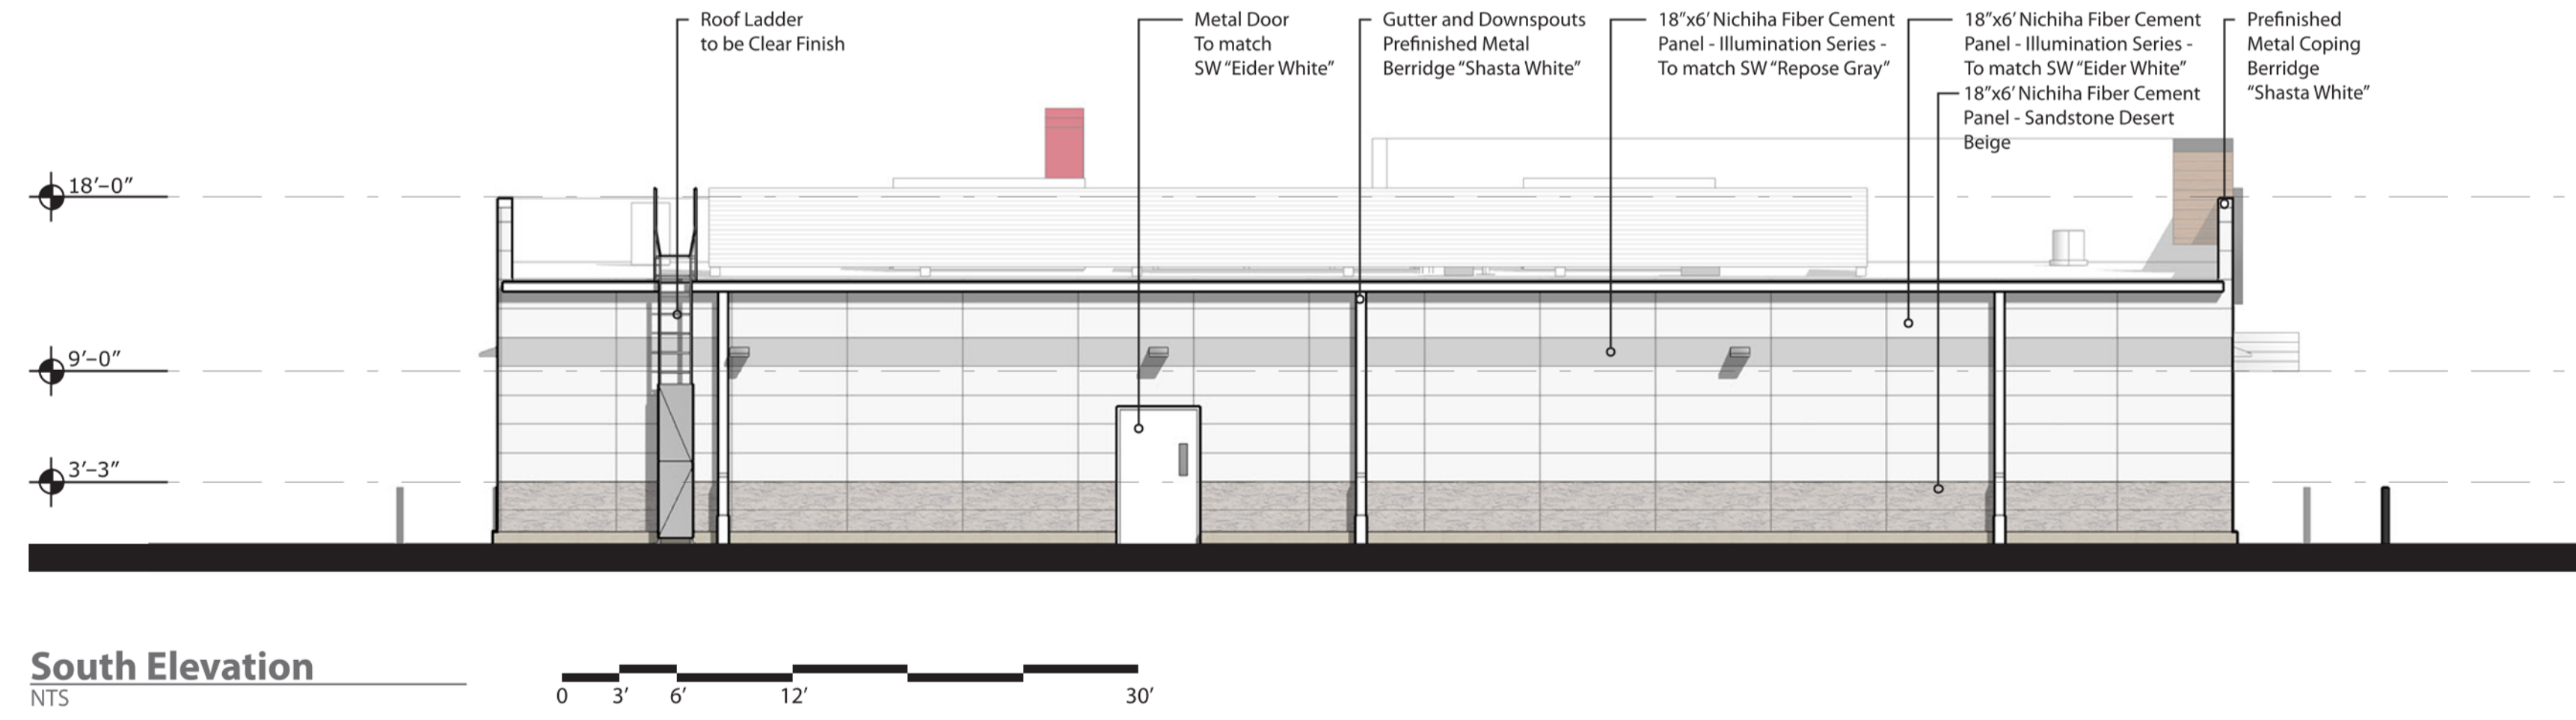 Roof Ladder
to be Clear Finish
Metal Door
To match
SW “Eider White”
Gutter and Downspouts
Prefinished Metal
Berridge “Shasta White”
18”x6’ Nichiha Fiber Cement
Panel - Illumination Series -
To match SW “Repose Gray”
18”x6’ Nichiha Fiber Cement
Panel - Illumination Series -
To match SW “Eider White”
18”x6’ Nichiha Fiber Cement
Panel - Sandstone Desert
Beige
Prefinished
Metal Coping
Berridge
“Shasta White”
18’–0”
9’–0”
3’–3”
South Elevation
NTS
0 3’ 6’ 12’ 30’